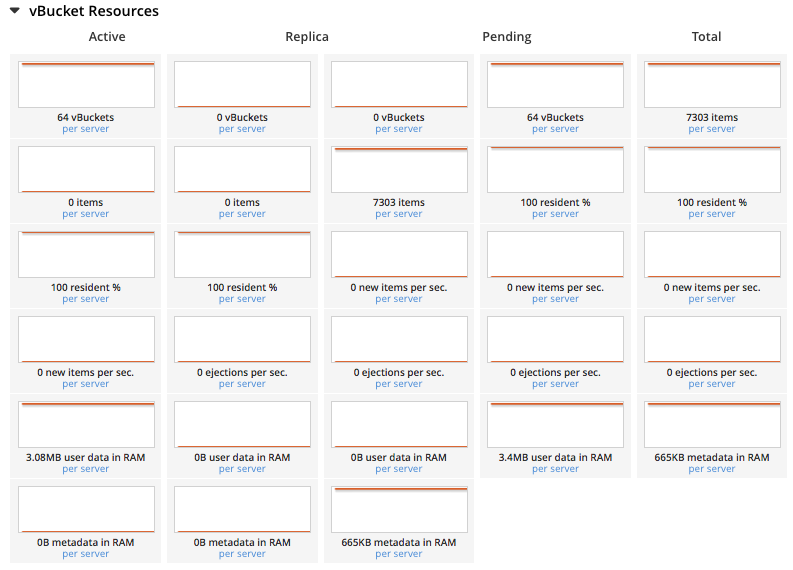 vBucket Resources
Active Replica Pending Total
64 vBuckets 0 vBuckets 0 vBuckets 64 vBuckets 7303 items
per server per server per server per server per server
0 items 0 items 7303 items 100 resident % 100 resident %
per server per server per server per server per server
100 resident % 100 resident % 0 new items per sec. 0 new items per sec. 0 new items per sec.
per server per server per server per server per server
0 new items per sec. 0 ejections per sec. 0 ejections per sec. 0 ejections per sec. 0 ejections per sec.
per server per server per server per server per server
3.08MB user data in RAM 0B user data in RAM 0B user data in RAM 3.4MB user data in RAM 665KB metadata in RAM
per server per server per server per server per server
0B metadata in RAM 0B metadata in RAM 665KB metadata in RAM
per server per server per server